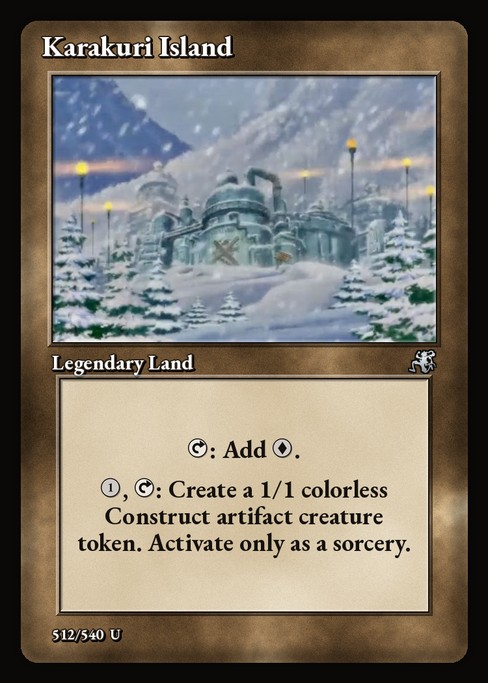 Karakuri Island
Legendary Land
: Add .
1, : Create a 1/1 colorless
Construct artifact creature
token. Activate only as a sorcery.
512/540 U